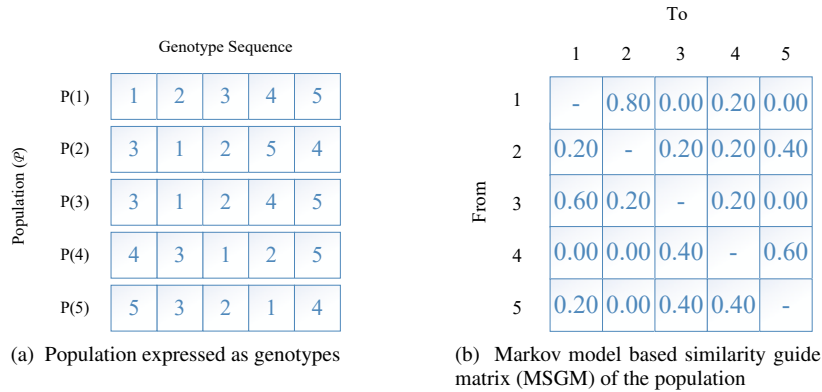 Genotype Sequence
Population (𝒫)
P(1) 1 2 3 4 5
P(2) 3 1 2 5 4
P(3) 3 1 2 4 5
P(4) 4 3 1 2 5
P(5) 5 3 2 1 4
(a) Population expressed as genotypes
To
1 2 3 4 5
From
1 - 0.80 0.00 0.20 0.00
2 0.20 - 0.20 0.20 0.40
3 0.60 0.20 - 0.20 0.00
4 0.00 0.00 0.40 - 0.60
5 0.20 0.00 0.40 0.40 -
(b) Markov model based similarity guide
matrix (MSGM) of the population